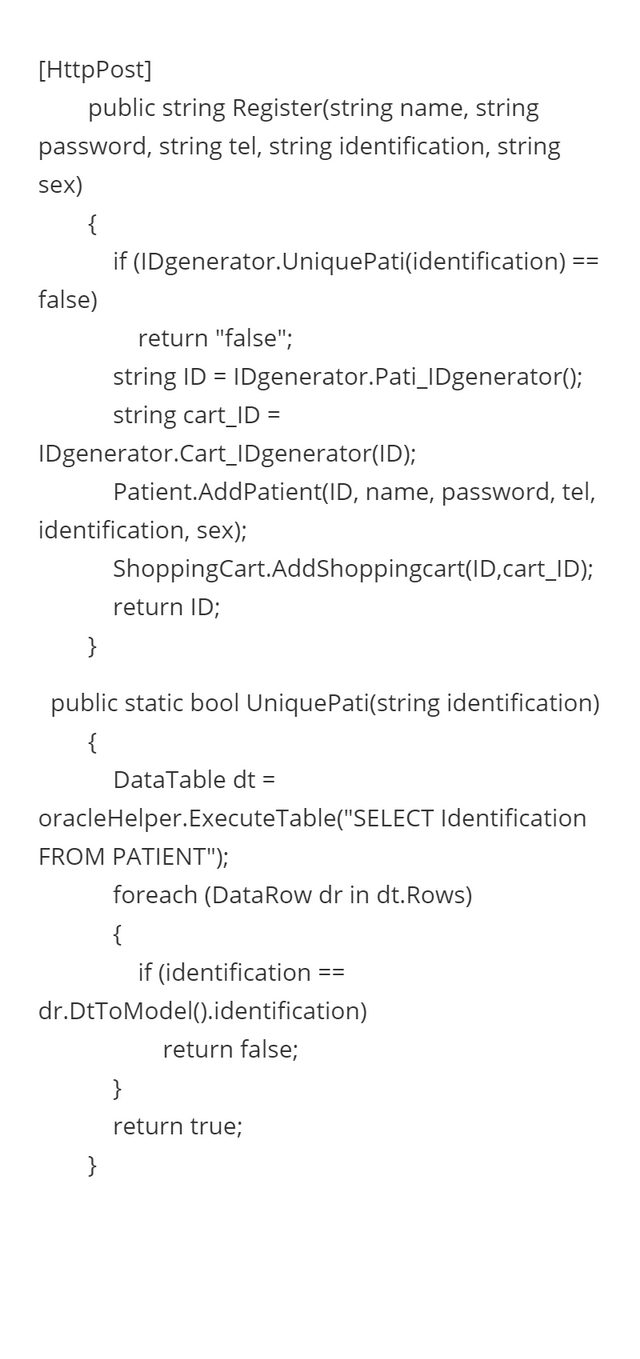 [HttpPost]
public string Register(string name, string
password, string tel, string identification, string
sex)
{
if (IDgenerator.UniquePati(identification) ==
false)
return "false";
string ID = IDgenerator.Pati_IDgenerator();
string cart_ID =
IDgenerator.Cart_IDgenerator(ID);
Patient.AddPatient(ID, name, password, tel,
identification, sex);
ShoppingCart.AddShoppingcart(ID,cart_ID);
return ID;
}
public static bool UniquePati(string identification)
{
DataTable dt =
oracleHelper.ExecuteTable("SELECT Identification
FROM PATIENT");
foreach (DataRow dr in dt.Rows)
{
if (identification ==
dr.DtToModel().identification)
return false;
}
return true;
}